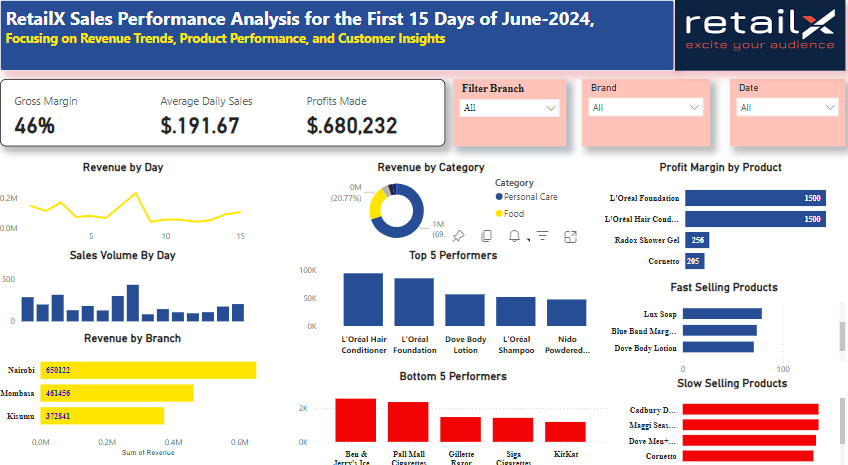 RetailX Sales Performance Analysis for the First 15 Days of June-2024,
Focusing on Revenue Trends, Product Performance, and Customer Insights
retailX
excite your audience
Gross Margin
46%
Average Daily Sales
$.191.67
Profits Made
$.680,232
Filter Branch
All
Brand
All
Date
All
Revenue by Day
0.2M
0.0M
5
10
15
Sales Volume By Day
500
0
Revenue by Branch
Nairobi
650122
Mombasa
461456
Kisumu
372841
0.0M
0.2M
0.4M
0.6M
Sum of Revenue
Revenue by Category
0M
(20.77%)
1M
(69.
Category
Personal Care
Food
Top 5 Performers
100K
50K
0K
L'Oréal Hair
Conditioner
L'Oréal
Foundation
Dove Body
Lotion
L'Oréal
Shampoo
Nido
Powdered...
Bottom 5 Performers
2K
0K
Ben &
Jerry's Ice
Pall Mall
Cigarettes
Gillette
Razor
Siga
Cigarettes
KitKat
Profit Margin by Product
L'Oréal Foundation
1500
L'Oréal Hair Cond...
1500
Radox Shower Gel
256
Cornetto
205
Fast Selling Products
Lux Soap
Blue Band Marg...
Dove Body Lotion
0
100
Slow Selling Products
Cadbury D...
Maggi Seas...
Dove Men+...
Cornetto